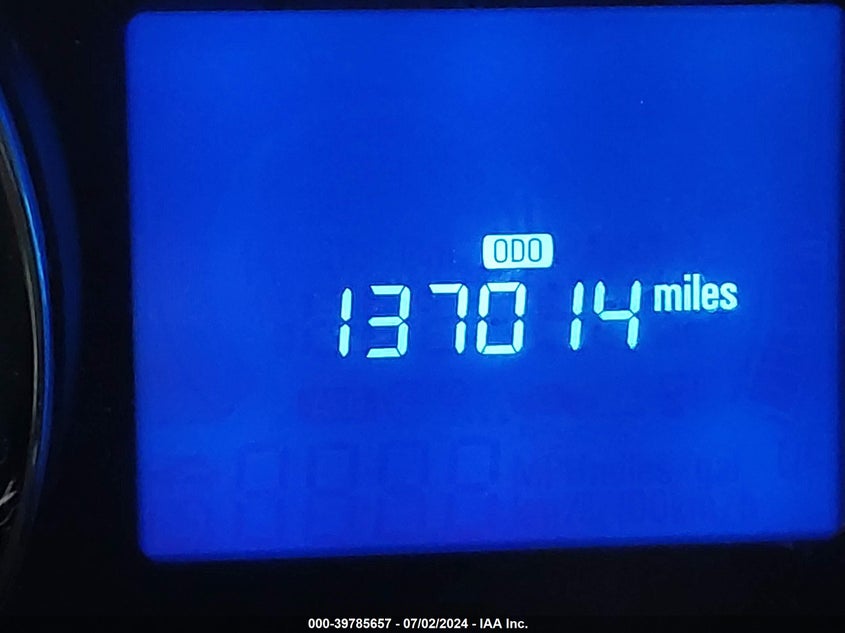 ODO
137014 miles
000-39785657 - 07/02/2024 - IAA Inc.